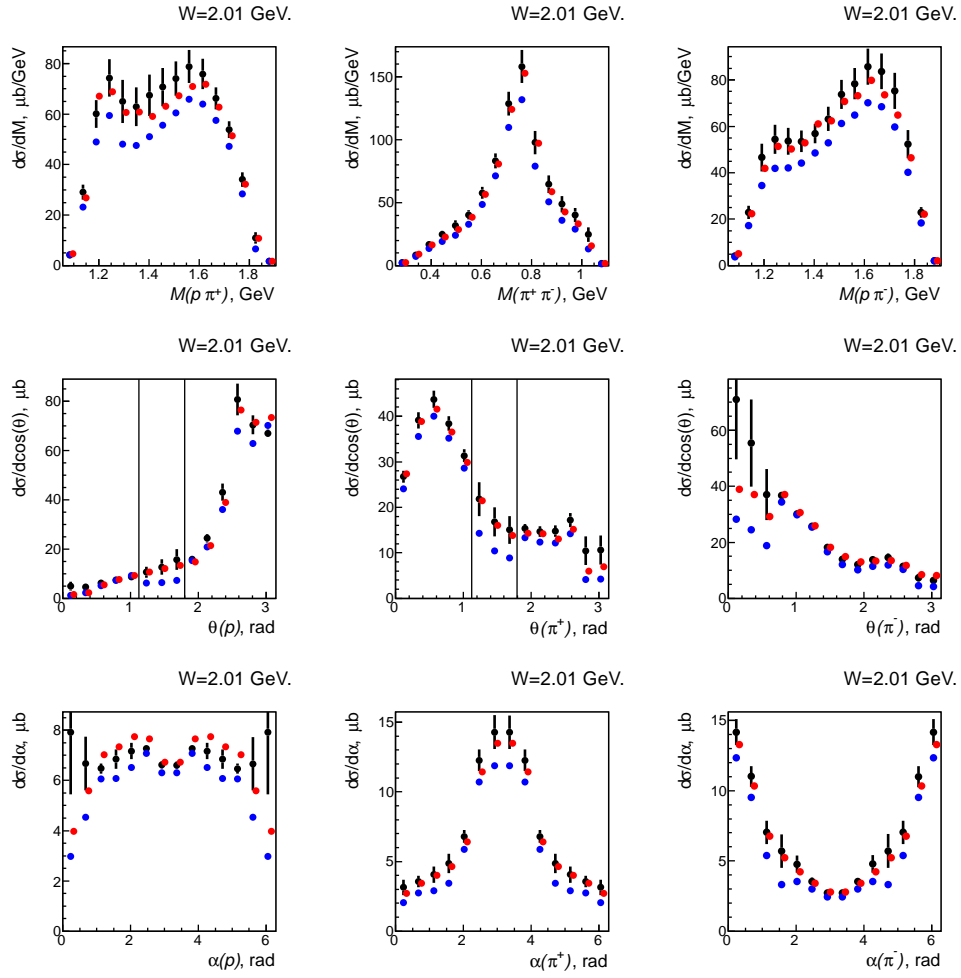 W=2.01 GeV.
W=2.01 GeV.
W=2.01 GeV.
dσ/dM, μb/GeV
80
60
40
20
0
1.2 1.4 1.6 1.8
M(p π⁺), GeV
dσ/dM, μb/GeV
150
100
50
0
0.4 0.6 0.8 1
M(π⁺ π⁻), GeV
dσ/dM, μb/GeV
80
60
40
20
0
1.2 1.4 1.6 1.8
M(p π⁻), GeV
W=2.01 GeV.
W=2.01 GeV.
W=2.01 GeV.
dσ/dcos(θ), μb
80
60
40
20
0
0 1 2 3
θ(p), rad
dσ/dcos(θ), μb
40
30
20
10
0
0 1 2 3
θ(π⁺), rad
dσ/dcos(θ), μb
60
40
20
0
0 1 2 3
θ(π⁻), rad
W=2.01 GeV.
W=2.01 GeV.
W=2.01 GeV.
dσ/dα, μb
8
6
4
2
0
0 2 4 6
α(p), rad
dσ/dα, μb
15
10
5
0
0 2 4 6
α(π⁺), rad
dσ/dα, μb
15
10
5
0
0 2 4 6
α(π⁻), rad